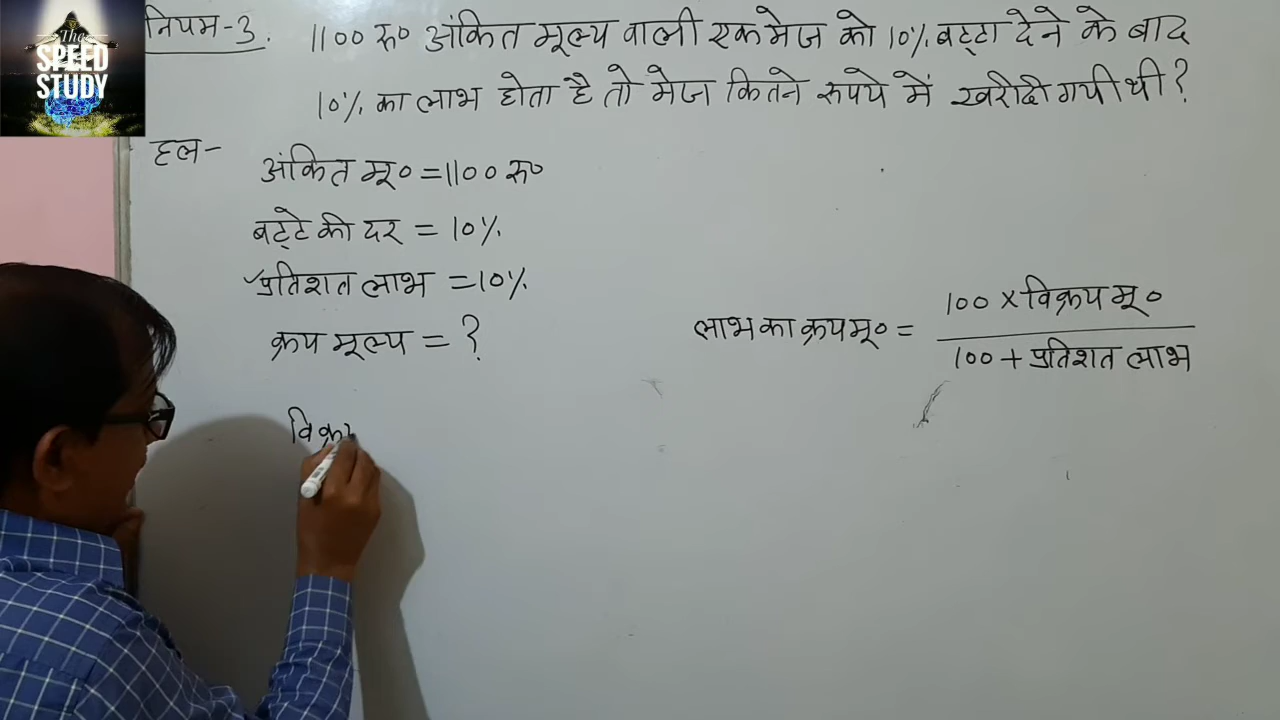 The
SPEED
STUDY
नियम-3. 1100 रु० अंकित मूल्य वाली एक मेज को 10% बट्टा देने के बाद
10% का लाभ होता है तो मेज कितने रुपये में खरीदी गयी थी?
हल-
अंकित मू० = 1100 रु०
बट्टे की दर = 10%
✓प्रतिशत लाभ = 10%
क्रय मूल्य = ?
लाभ का क्रय मू० = 100 × विक्रय मू०
100 + प्रतिशत लाभ
विक्रय